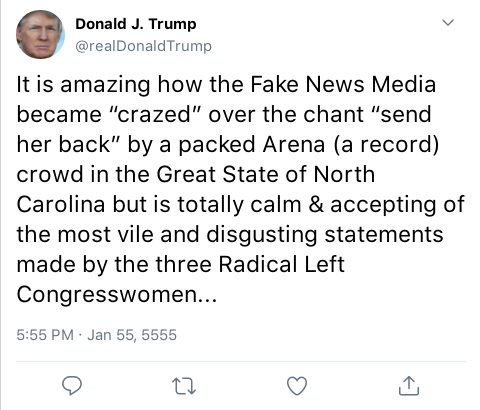 Donald J. Trump
@realDonaldTrump
It is amazing how the Fake News Media
became “crazed” over the chant “send
her back” by a packed Arena (a record)
crowd in the Great State of North
Carolina but is totally calm & accepting of
the most vile and disgusting statements
made by the three Radical Left
Congresswomen...
5:55 PM · Jan 55, 5555